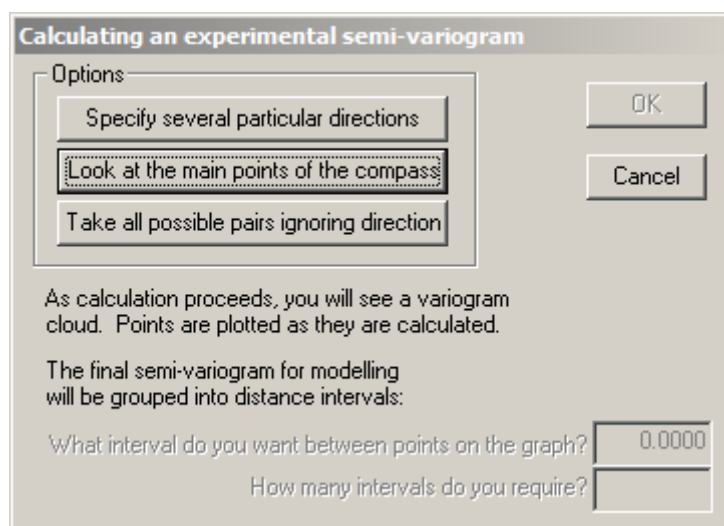 Calculating an experimental semi-variogram
Options
Specify several particular directions
OK
Look at the main points of the compass
Cancel
Take all possible pairs ignoring direction
As calculation proceeds, you will see a variogram
cloud. Points are plotted as they are calculated.
The final semi-variogram for modelling
will be grouped into distance intervals:
What interval do you want between points on the graph? 0.0000
How many intervals do you require?